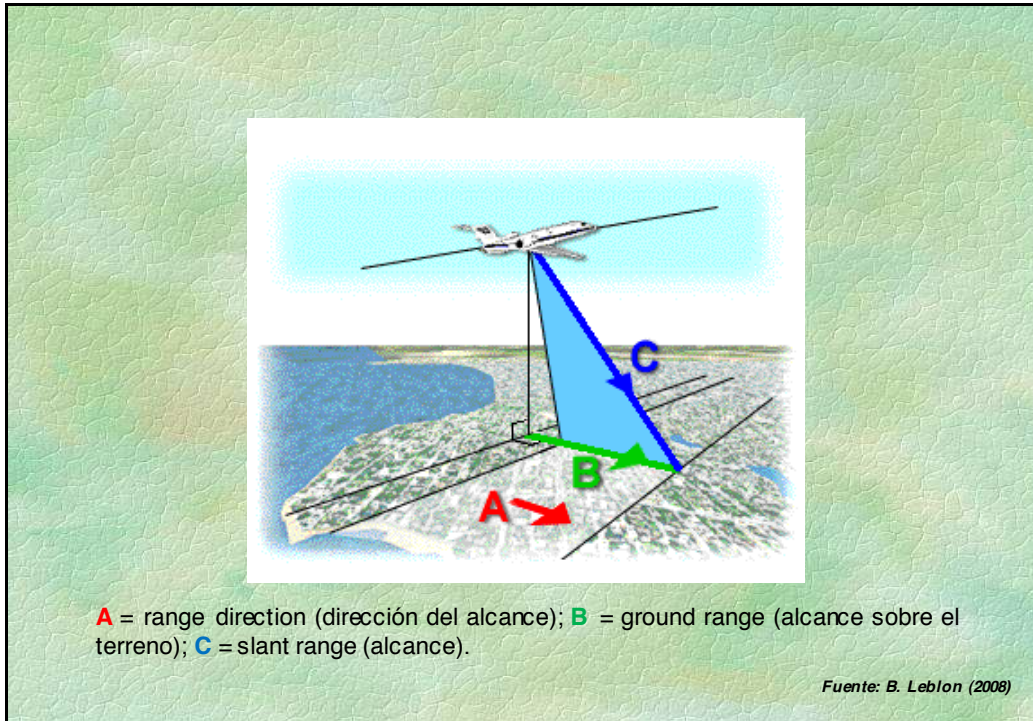 C
B
A
A = range direction (dirección del alcance); B = ground range (alcance sobre el
terreno); C = slant range (alcance).
Fuente: B. Leblon (2008)